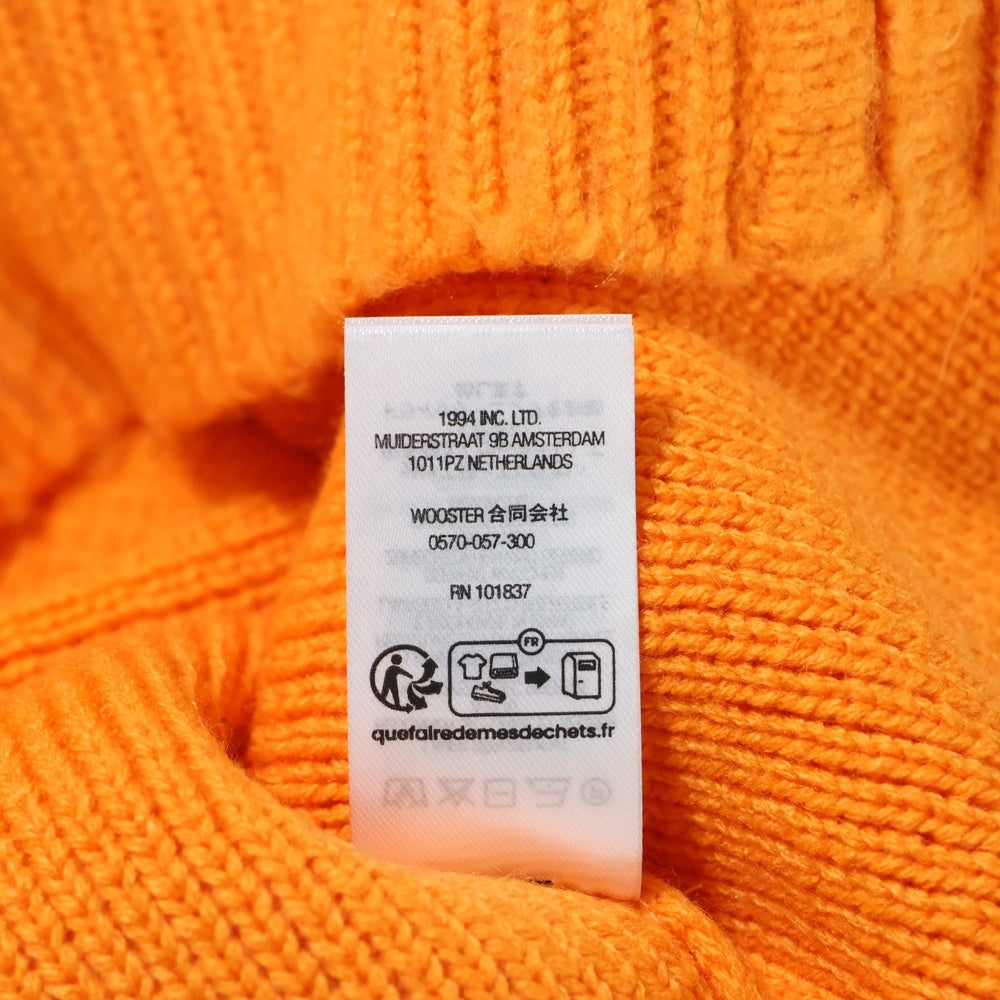 1994 INC. LTD.
MUIDERSTRAAT 9B AMSTERDAM
1011PZ NETHERLANDS
WOOSTER 合同会社
0570-057-300
RN 101837
FR
quefairedemesdechets.fr